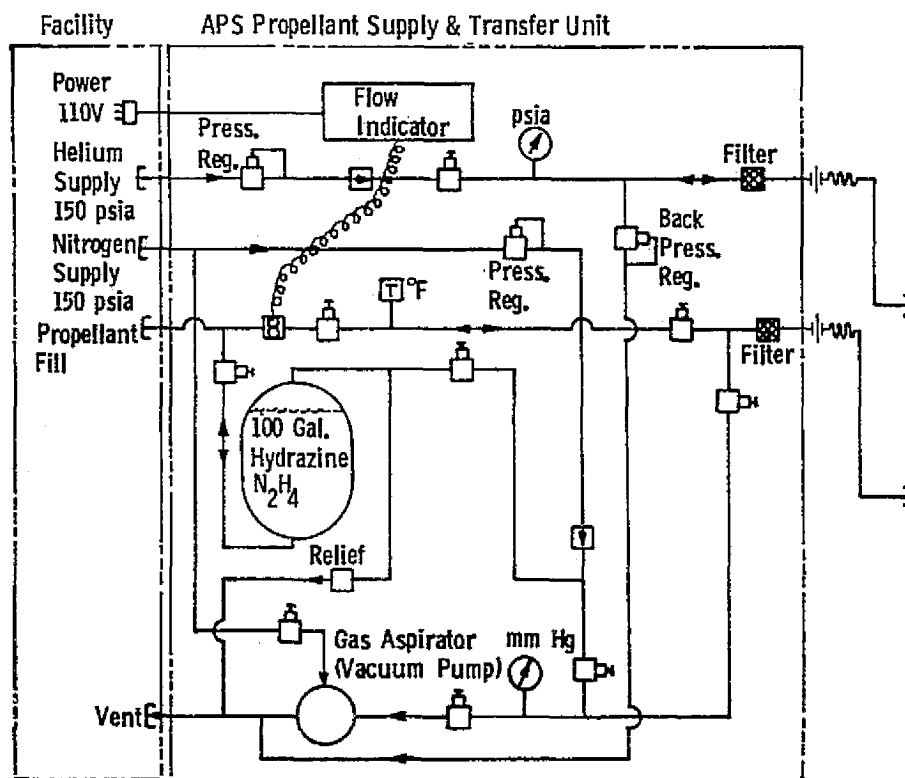 Facility
APS Propellant Supply & Transfer Unit
Power
110V
Flow
Indicator
Press.
Reg.
psia
Filter
Helium
Supply
150 psia
Nitrogen
Supply
150 psia
Back
Press.
Reg.
Press.
Reg.
T °F
Propellant
Fill
8
Filter
100 Gal.
Hydrazine
N2H4
Relief
Gas Aspirator
(Vacuum Pump)
mm Hg
Vent